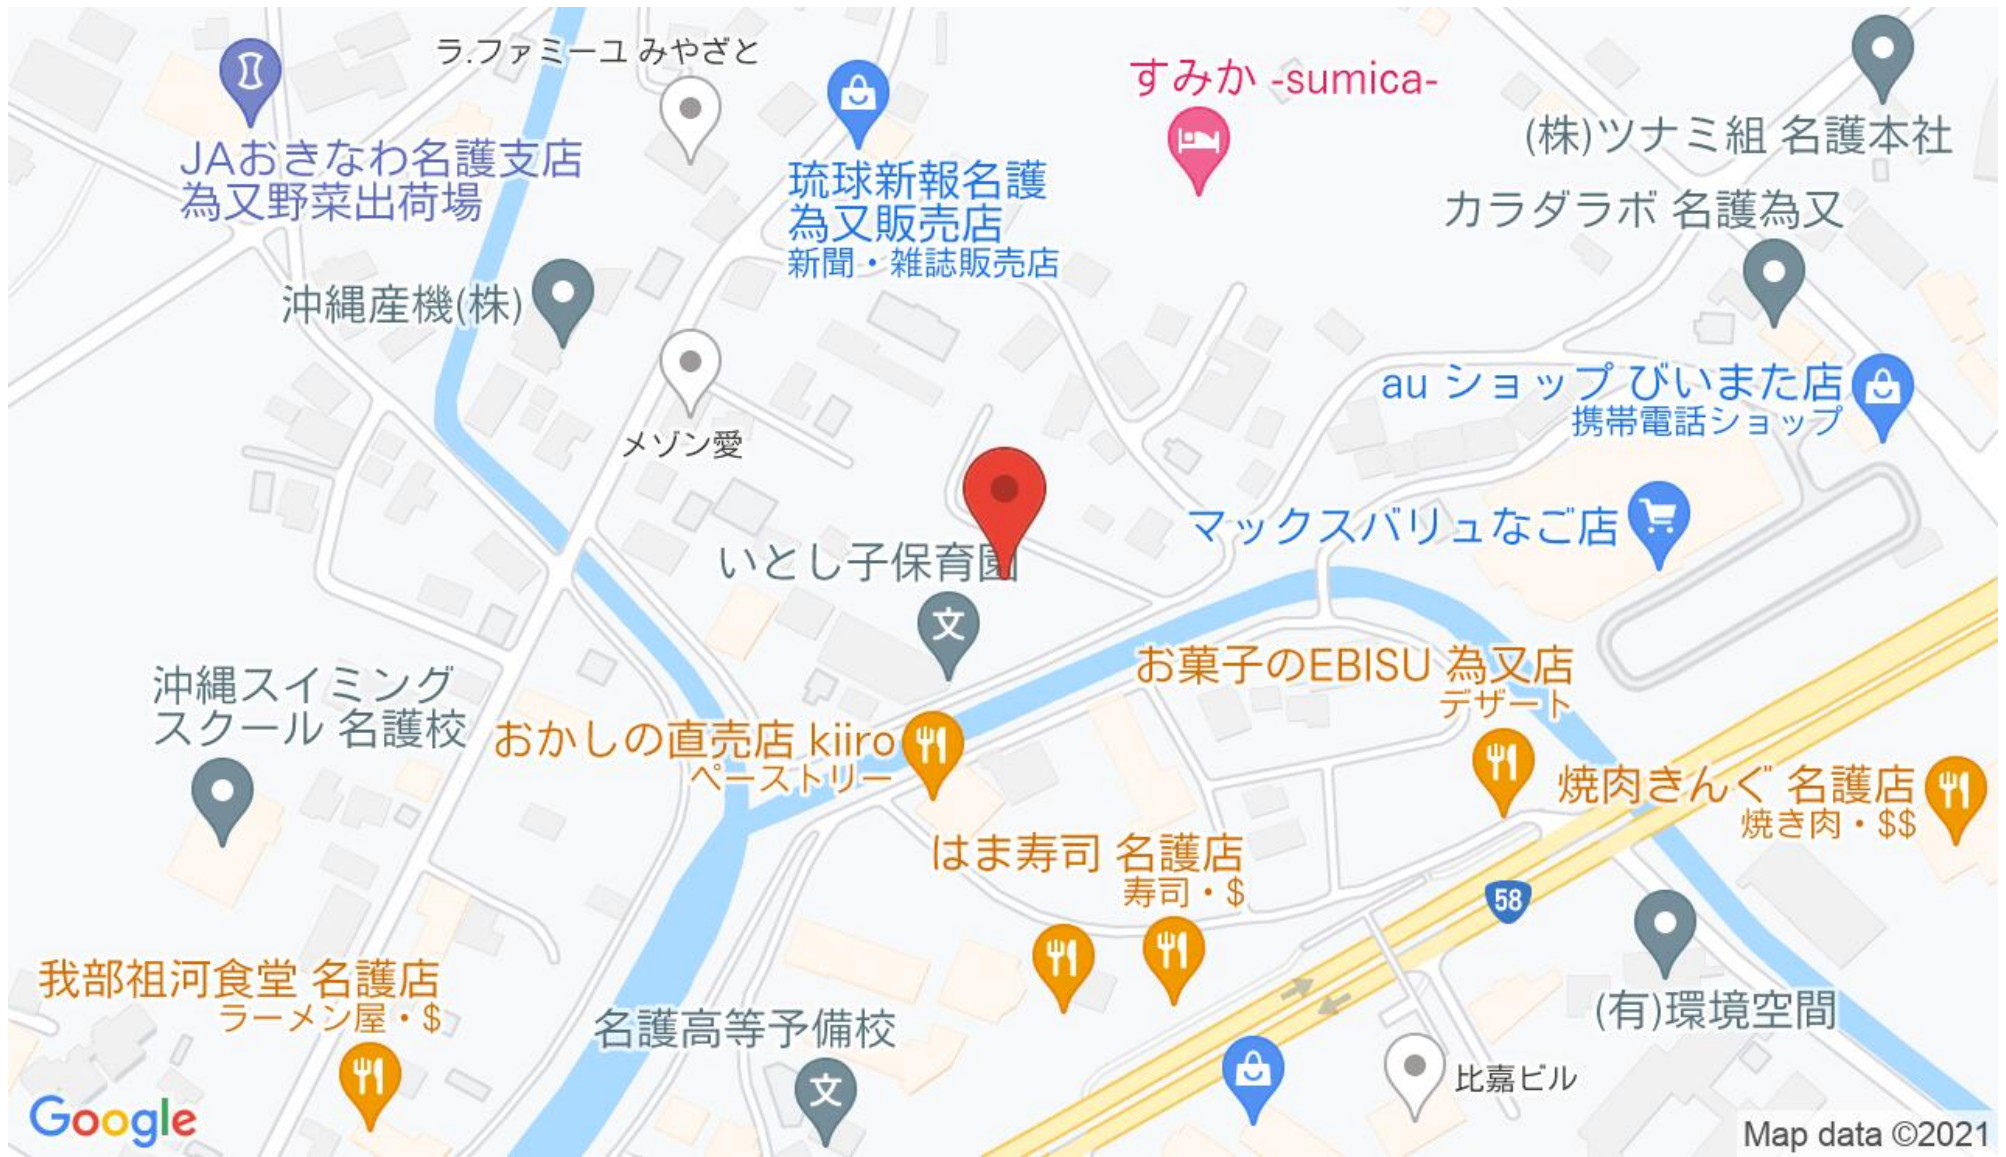 ラ.ファミーユ みやざと
すみか -sumica-
(株)ツナミ組 名護本社
JAおきなわ名護支店
為又野菜出荷場
琉球新報名護
為又販売店
新聞・雑誌販売店
カラダラボ 名護為又
沖縄産機(株)
au ショップ びいまた店
携帯電話ショップ
メゾン愛
マックスバリュなご店
いとし子保育園
文
お菓子のEBISU 為又店
デザート
沖縄スイミング
スクール 名護校
おかしの直売店 kiiro
ペーストリー
焼肉きんぐ 名護店
焼き肉・$$
はま寿司 名護店
寿司・$
58
我部祖河食堂 名護店
ラーメン屋・$
名護高等予備校
文
(有)環境空間
比嘉ビル
Google
Map data ©2021